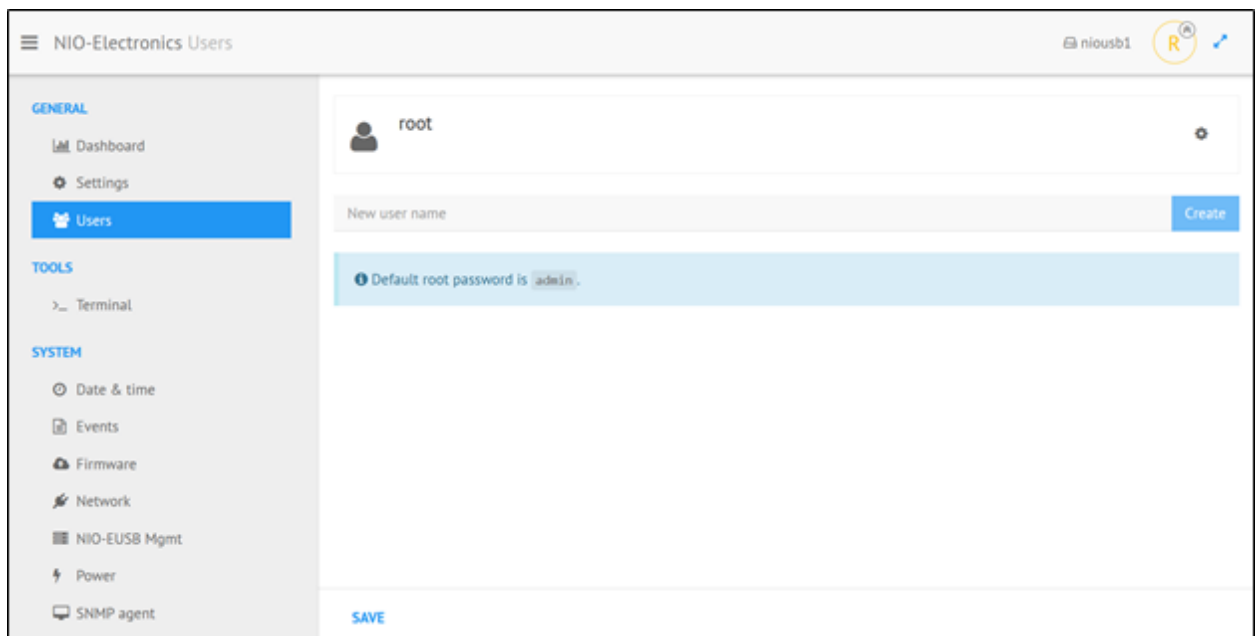 NIO-Electronics Users
niousb1
R
GENERAL
Dashboard
Settings
Users
TOOLS
>_ Terminal
SYSTEM
Date & time
Events
Firmware
Network
NIO-EUSB Mgmt
Power
SNMP agent
root
New user name
Create
Default root password is admin.
SAVE